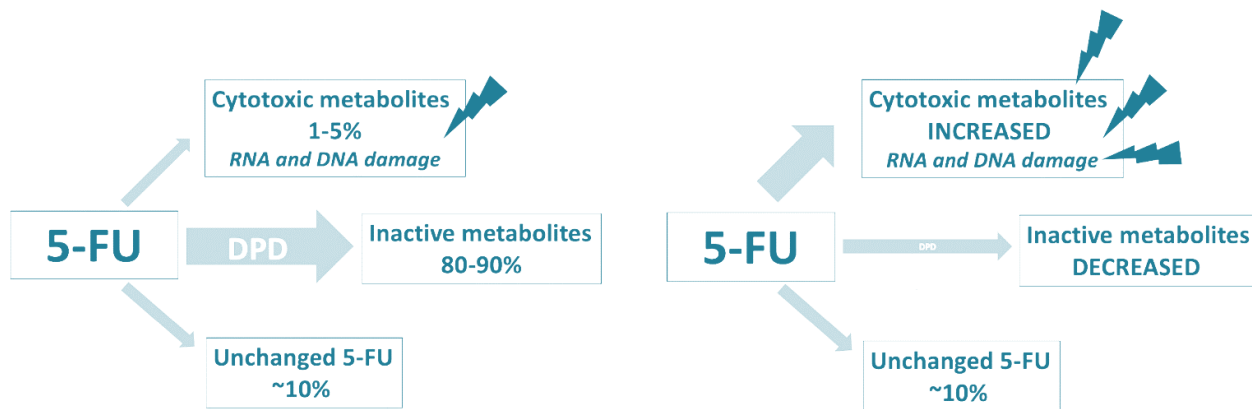 Cytotoxic metabolites
1-5%
RNA and DNA damage
5-FU
DPD
Inactive metabolites
80-90%
Unchanged 5-FU
~10%
Cytotoxic metabolites
INCREASED
RNA and DNA damage
5-FU
DPD
Inactive metabolites
DECREASED
Unchanged 5-FU
~10%